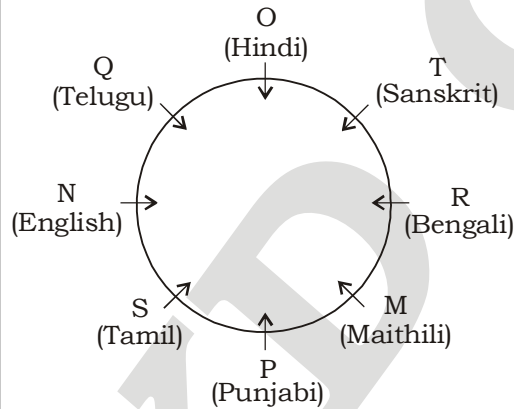 O
(Hindi)
Q
(Telugu)
T
(Sanskrit)
N
(English)
R
(Bengali)
S
(Tamil)
M
(Maithili)
P
(Punjabi)